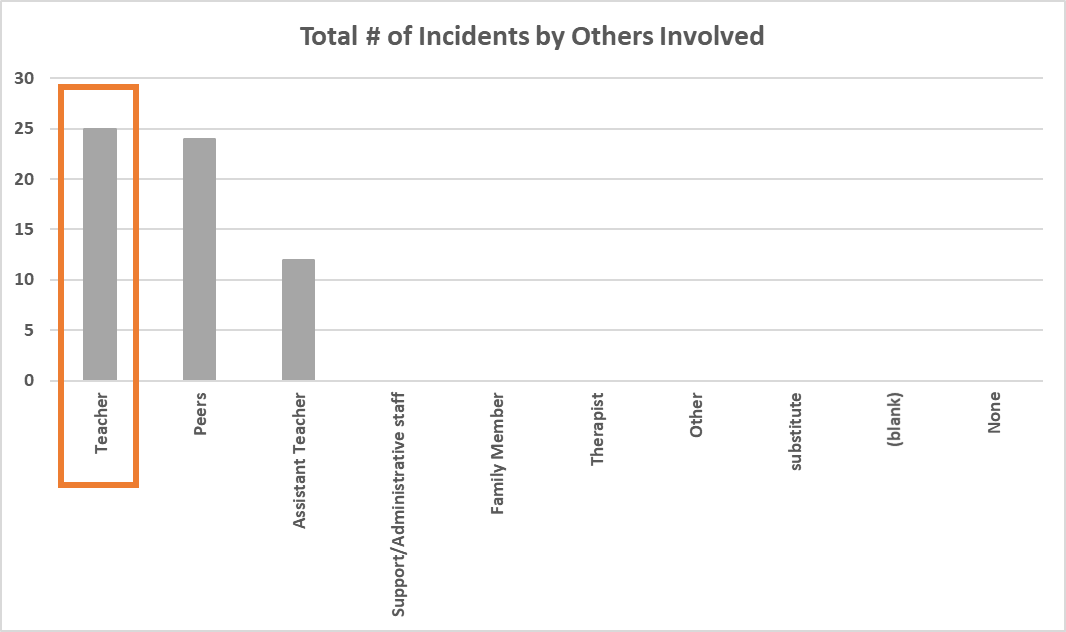 Total # of Incidents by Others Involved
30
25
20
15
10
5
0
Teacher
Peers
Assistant Teacher
Support/Administrative staff
Family Member
Therapist
Other
substitute
(blank)
None